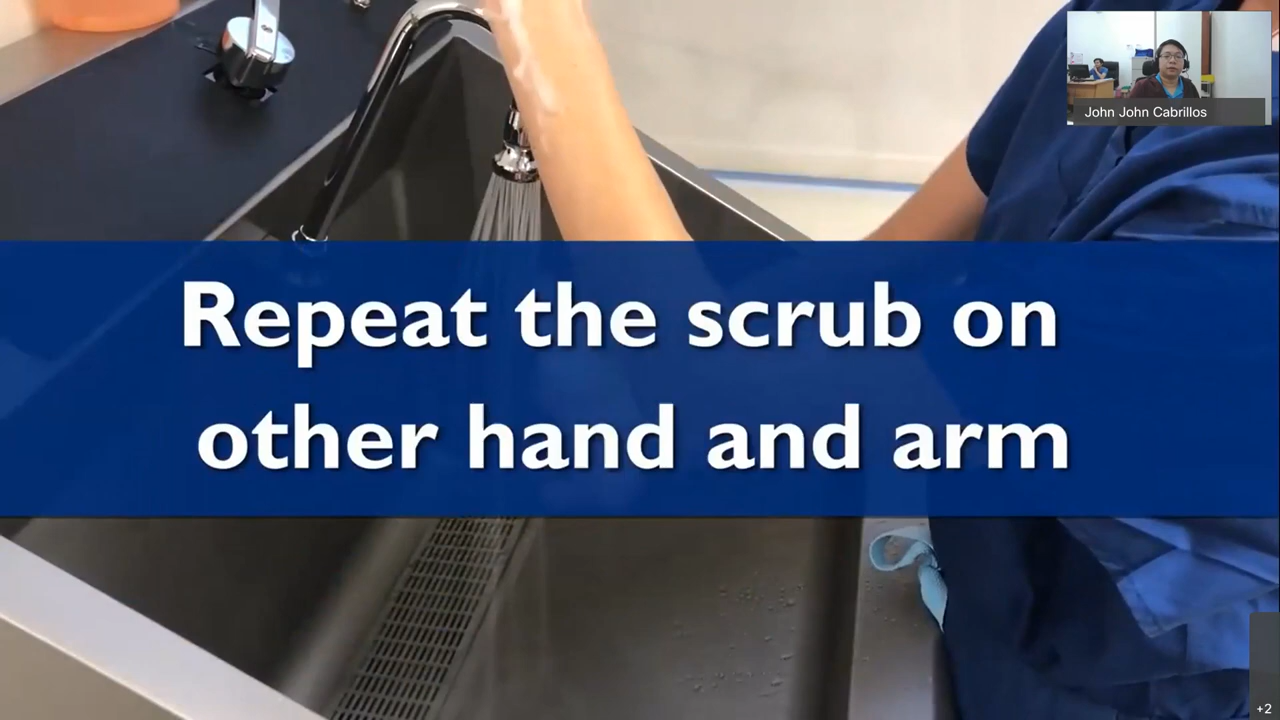 John John Cabrillos
Repeat the scrub on
other hand and arm
+2